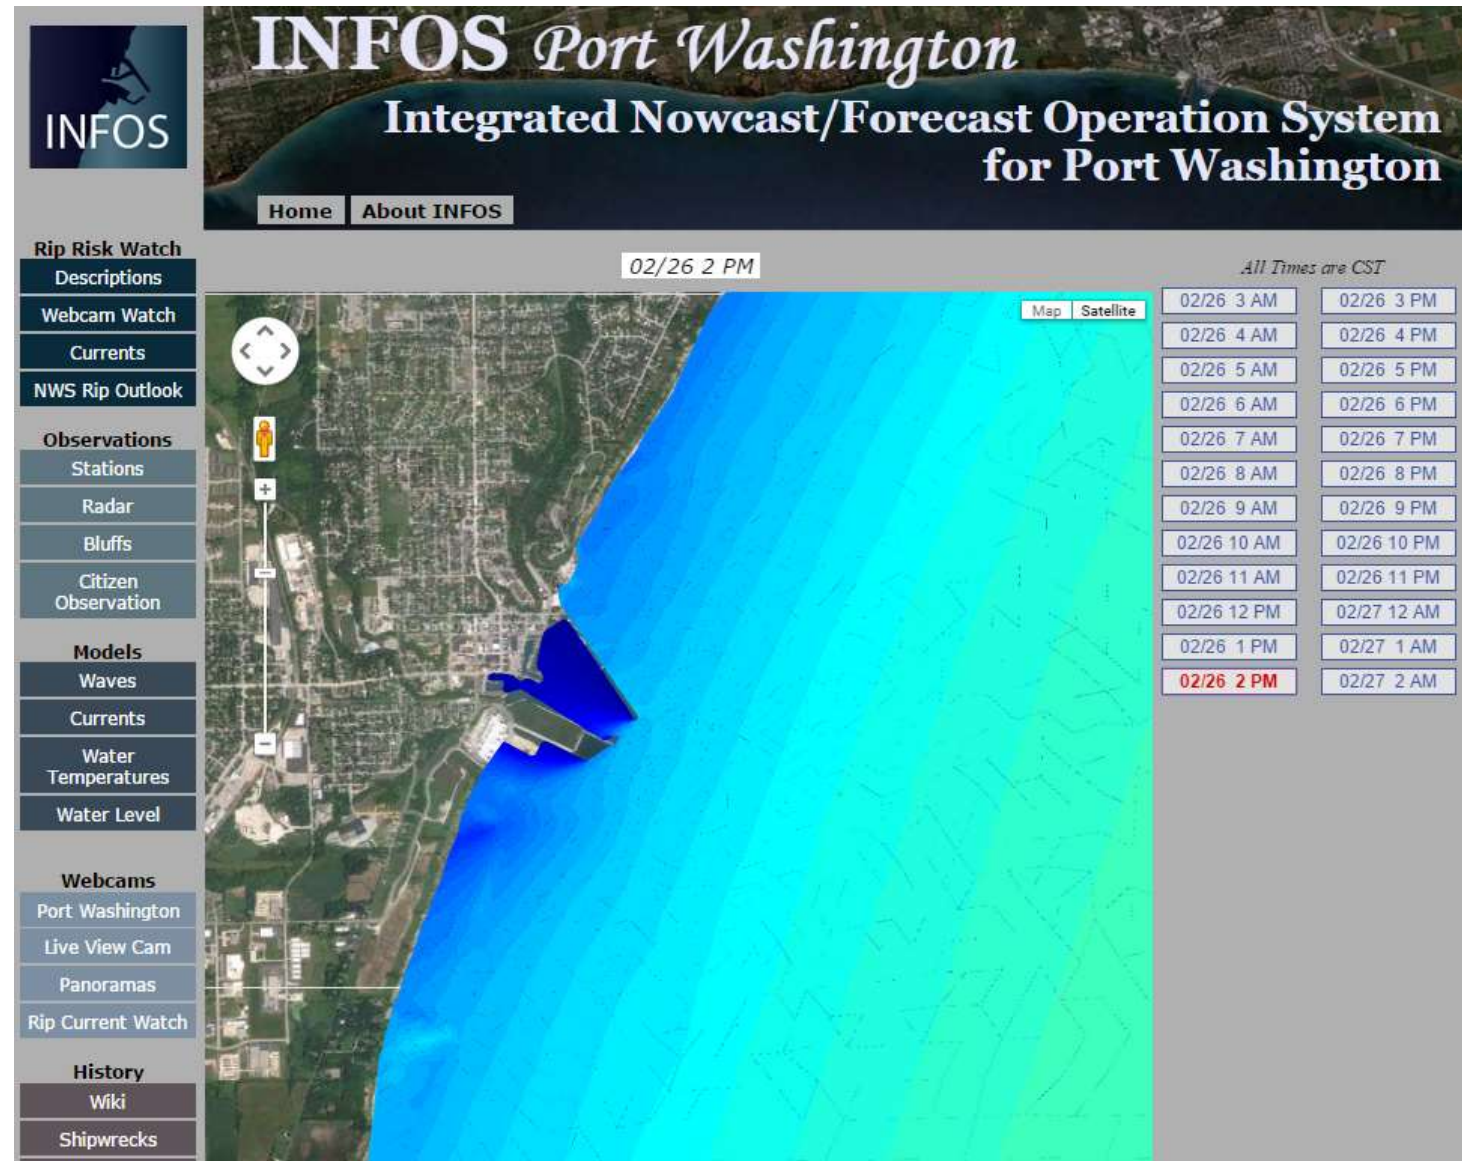 INFOS
INFOS Port Washington
Integrated Nowcast/Forecast Operation System
for Port Washington
Home
About INFOS
Rip Risk Watch
Descriptions
Webcam Watch
Currents
NWS Rip Outlook
Observations
Stations
Radar
Bluffs
Citizen
Observation
Models
Waves
Currents
Water
Temperatures
Water Level
Webcams
Port Washington
Live View Cam
Panoramas
Rip Current Watch
History
Wiki
Shipwrecks
02/26 2 PM
Map
Satellite
All Times are CST
02/26 3 AM
02/26 4 AM
02/26 5 AM
02/26 6 AM
02/26 7 AM
02/26 8 AM
02/26 9 AM
02/26 10 AM
02/26 11 AM
02/26 12 PM
02/26 1 PM
02/26 2 PM
02/26 3 PM
02/26 4 PM
02/26 5 PM
02/26 6 PM
02/26 7 PM
02/26 8 PM
02/26 9 PM
02/26 10 PM
02/26 11 PM
02/27 12 AM
02/27 1 AM
02/27 2 AM